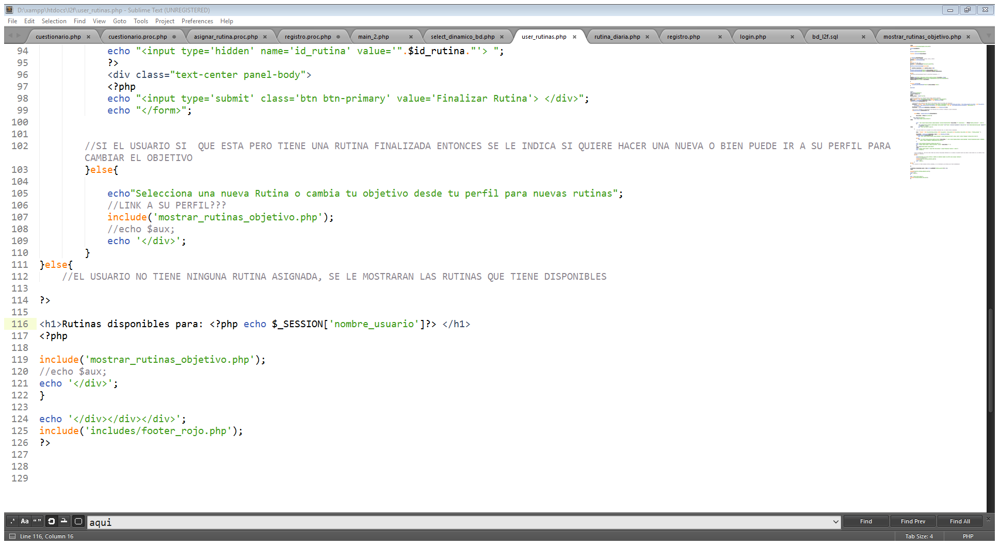 D:\xampp\htdocs\l2f\user_rutinas.php - Sublime Text (UNREGISTERED)
File Edit Selection Find View Goto Tools Project Preferences Help
cuestionario.php × cuestionario.proc.php asignar_rutina.proc.php × registro.proc.php main_2.php × select_dinamico_bd.php × user_rutinas.php × rutina_diaria.php × registro.php × login.php × bd_l2f.sql × mostrar_rutinas_objetivo.php ×
94 echo "<input type='hidden' name='id_rutina' value='".$id_rutina."'> ";
95 ?>
96 <div class="text-center panel-body">
97 <?php
98 echo "<input type='submit' class='btn btn-primary' value='Finalizar Rutina'> </div>";
99 echo "</form>";
100
101
102 //SI EL USUARIO SI  QUE ESTA PERO TIENE UNA RUTINA FINALIZADA ENTONCES SE LE INDICA SI QUIERE HACER UNA NUEVA O BIEN PUEDE IR A SU PERFIL PARA
CAMBIAR EL OBJETIVO
103 }else{
104
105 echo"Selecciona una nueva Rutina o cambia tu objetivo desde tu perfil para nuevas rutinas";
106 //LINK A SU PERFIL???
107 include('mostrar_rutinas_objetivo.php');
108 //echo $aux;
109 echo '</div>';
110 }
111 }else{
112 //EL USUARIO NO TIENE NINGUNA RUTINA ASIGNADA, SE LE MOSTRARAN LAS RUTINAS QUE TIENE DISPONIBLES
113
114 ?>
115
116 <h1>Rutinas disponibles para: <?php echo $_SESSION['nombre_usuario']?> </h1>
117 <?php
118
119 include('mostrar_rutinas_objetivo.php');
120 //echo $aux;
121 echo '</div>';
122 }
123
124 echo '</div></div></div>';
125 include('includes/footer_rojo.php');
126 ?>
127
128
129
.* Aa “ ” aqui Find Find Prev Find All ×
Line 116, Column 16 Tab Size: 4 PHP